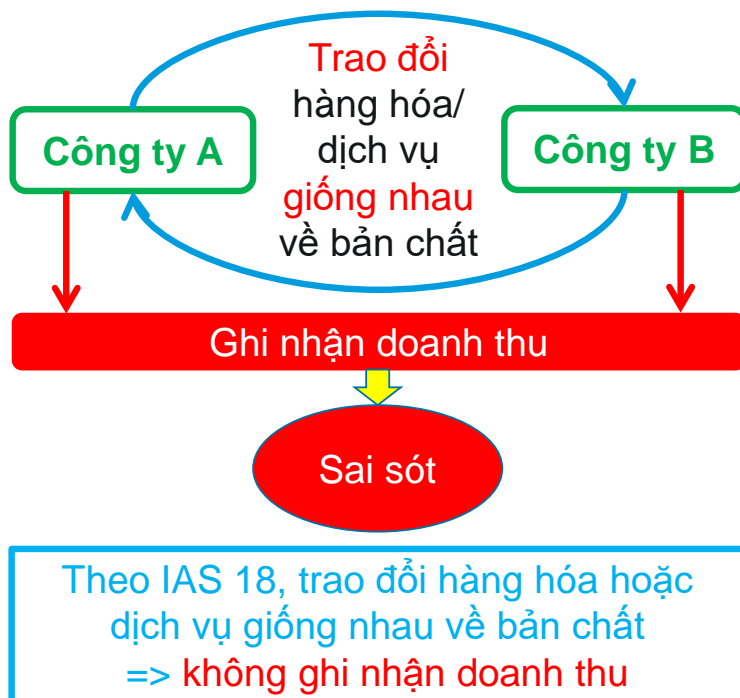 Trao đổi
hàng hóa/
dịch vụ
giống nhau
về bản chất
Công ty A
Công ty B
Ghi nhận doanh thu
Sai sót
Theo IAS 18, trao đổi hàng hóa hoặc
dịch vụ giống nhau về bản chất
=> không ghi nhận doanh thu